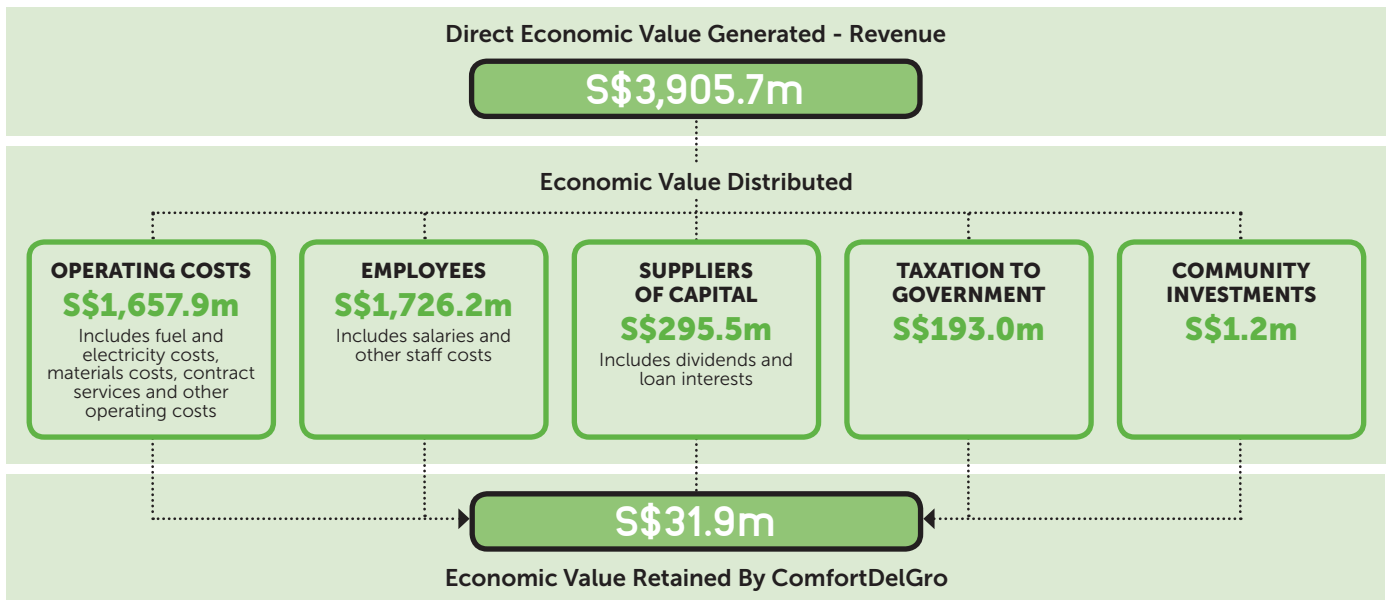 Direct Economic Value Generated - Revenue
S$3,905.7m
Economic Value Distributed
OPERATING COSTS
S$1,657.9m
Includes fuel and
electricity costs,
materials costs, contract
services and other
operating costs
EMPLOYEES
S$1,726.2m
Includes salaries and
other staff costs
SUPPLIERS
OF CAPITAL
S$295.5m
Includes dividends and
loan interests
TAXATION TO
GOVERNMENT
S$193.0m
COMMUNITY
INVESTMENTS
S$1.2m
S$31.9m
Economic Value Retained By ComfortDelGro